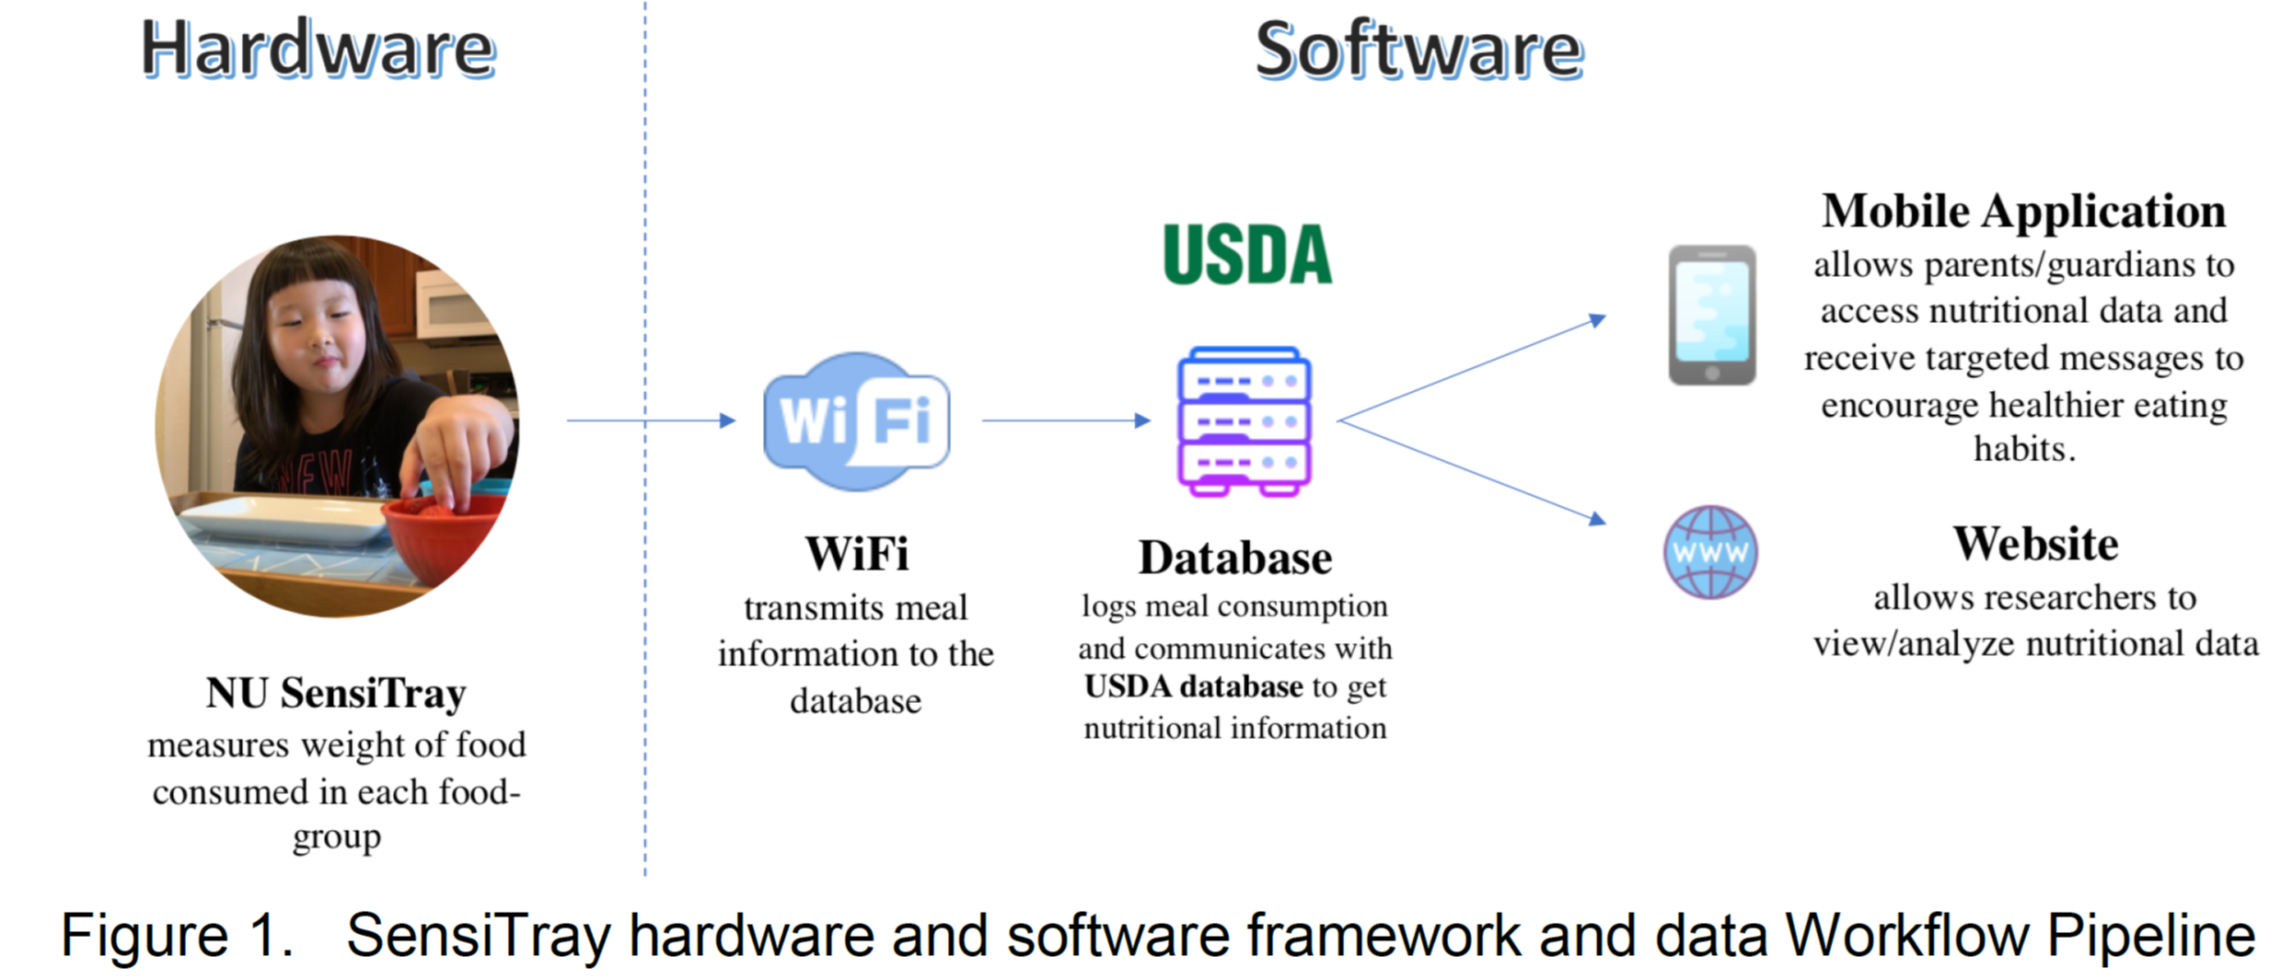 Hardware
Software
NEW
NU SensiTray
measures weight of food
consumed in each food-
group
Wi Fi
WiFi
transmits meal
information to the
database
USDA
Database
logs meal consumption
and communicates with
USDA database to get
nutritional information
Mobile Application
allows parents/guardians to
access nutritional data and
receive targeted messages to
encourage healthier eating
habits.
WWW
Website
allows researchers to
view/analyze nutritional data
Figure 1. SensiTray hardware and software framework and data Workflow Pipeline